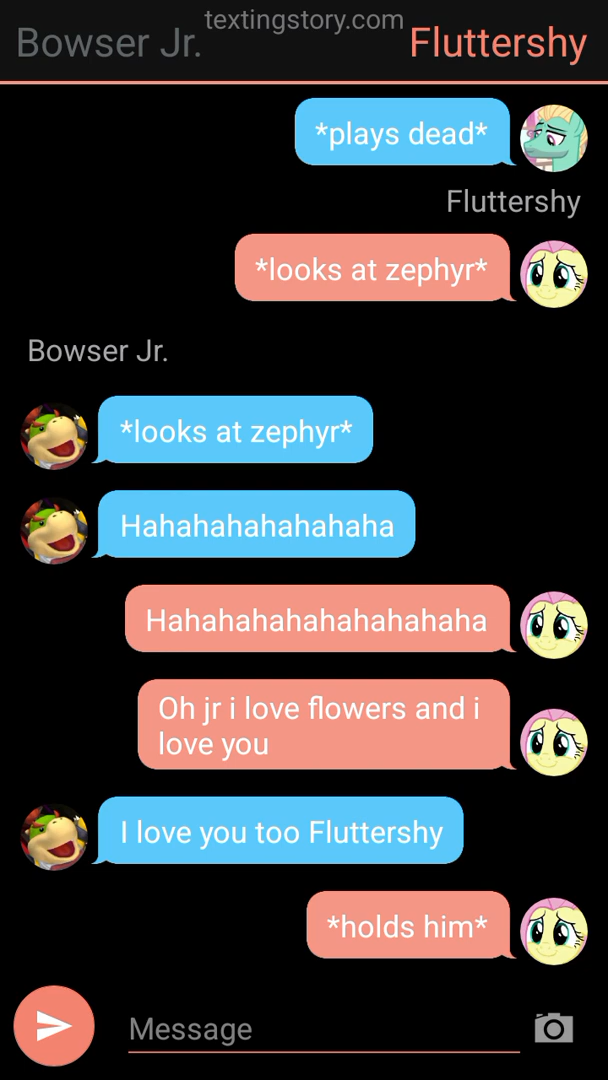 textingstory.com
Bowser Jr.
Fluttershy
*plays dead*
Fluttershy
*looks at zephyr*
Bowser Jr.
*looks at zephyr*
Hahahahahahahaha
Hahahahahahahahahaha
Oh jr i love flowers and i
love you
I love you too Fluttershy
*holds him*
Message